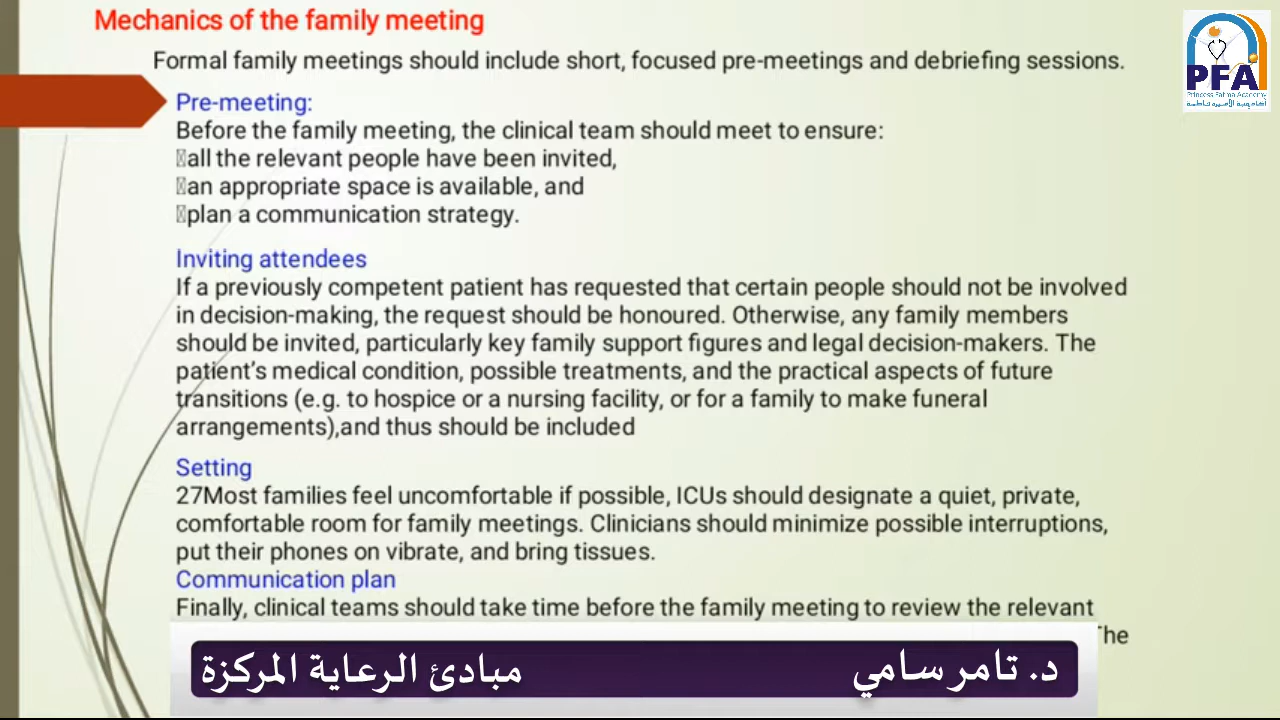 Mechanics of the family meeting
Formal family meetings should include short, focused pre-meetings and debriefing sessions.
PFA
Princess Fatma Academy
أكاديمية الأميرة فاطمة
Pre-meeting:
Before the family meeting, the clinical team should meet to ensure:
all the relevant people have been invited,
an appropriate space is available, and
plan a communication strategy.
Inviting attendees
If a previously competent patient has requested that certain people should not be involved
in decision-making, the request should be honoured. Otherwise, any family members
should be invited, particularly key family support figures and legal decision-makers. The
patient's medical condition, possible treatments, and the practical aspects of future
transitions (e.g. to hospice or a nursing facility, or for a family to make funeral
arrangements),and thus should be included
Setting
27Most families feel uncomfortable if possible, ICUs should designate a quiet, private,
comfortable room for family meetings. Clinicians should minimize possible interruptions,
put their phones on vibrate, and bring tissues.
Communication plan
Finally, clinical teams should take time before the family meeting to review the relevant
The
د. تامر سامي
مبادئ الرعاية المركزة